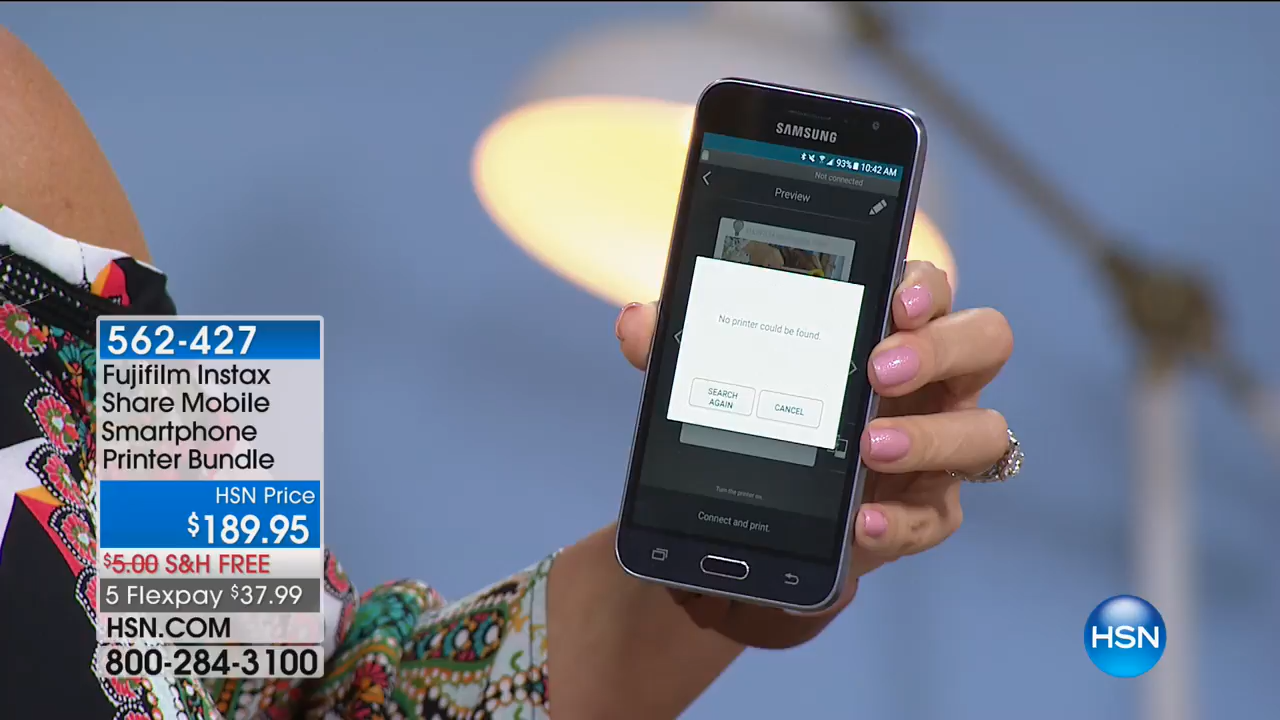 562-427
Fujifilm Instax
Share Mobile
Smartphone
Printer Bundle
HSN Price
$189.95
$5.00 S&H FREE
5 Flexpay $37.99
HSN.COM
800-284-3100
SAMSUNG
93% 10:42 AM
Not connected
Preview
No printer could be found.
SEARCH
AGAIN
CANCEL
Turn the printer on.
Connect and print.
HSN